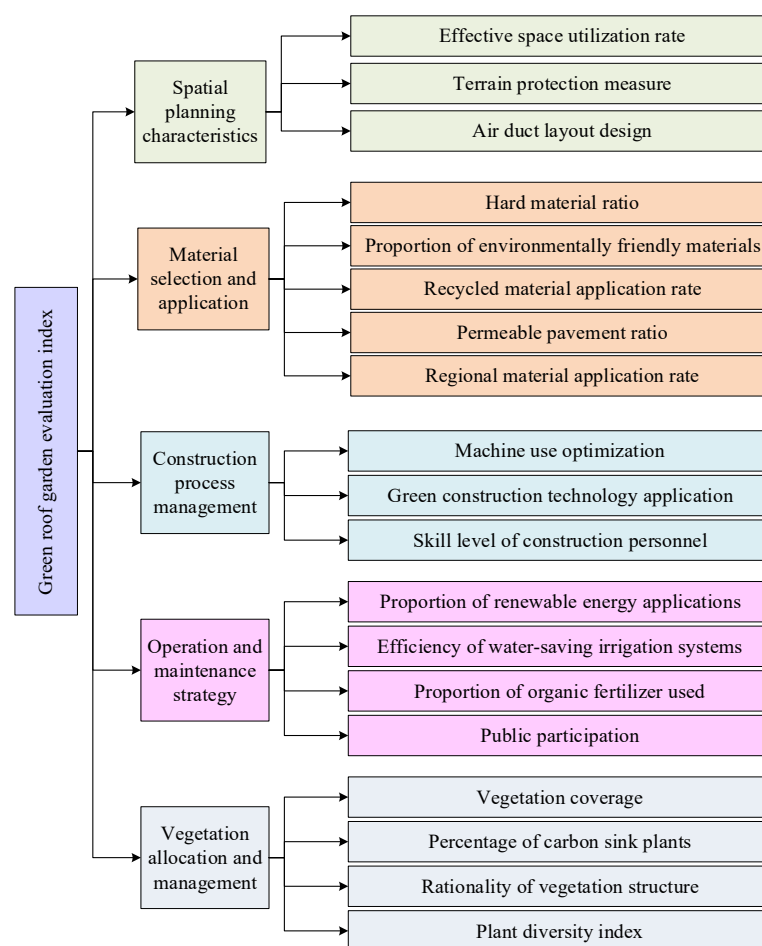 Green roof garden evaluation index
Spatial
planning
characteristics
Effective space utilization rate
Terrain protection measure
Air duct layout design
Material
selection and
application
Hard material ratio
Proportion of environmentally friendly materials
Recycled material application rate
Permeable pavement ratio
Regional material application rate
Construction
process
management
Machine use optimization
Green construction technology application
Skill level of construction personnel
Operation and
maintenance
strategy
Proportion of renewable energy applications
Efficiency of water-saving irrigation systems
Proportion of organic fertilizer used
Public participation
Vegetation
allocation and
management
Vegetation coverage
Percentage of carbon sink plants
Rationality of vegetation structure
Plant diversity index